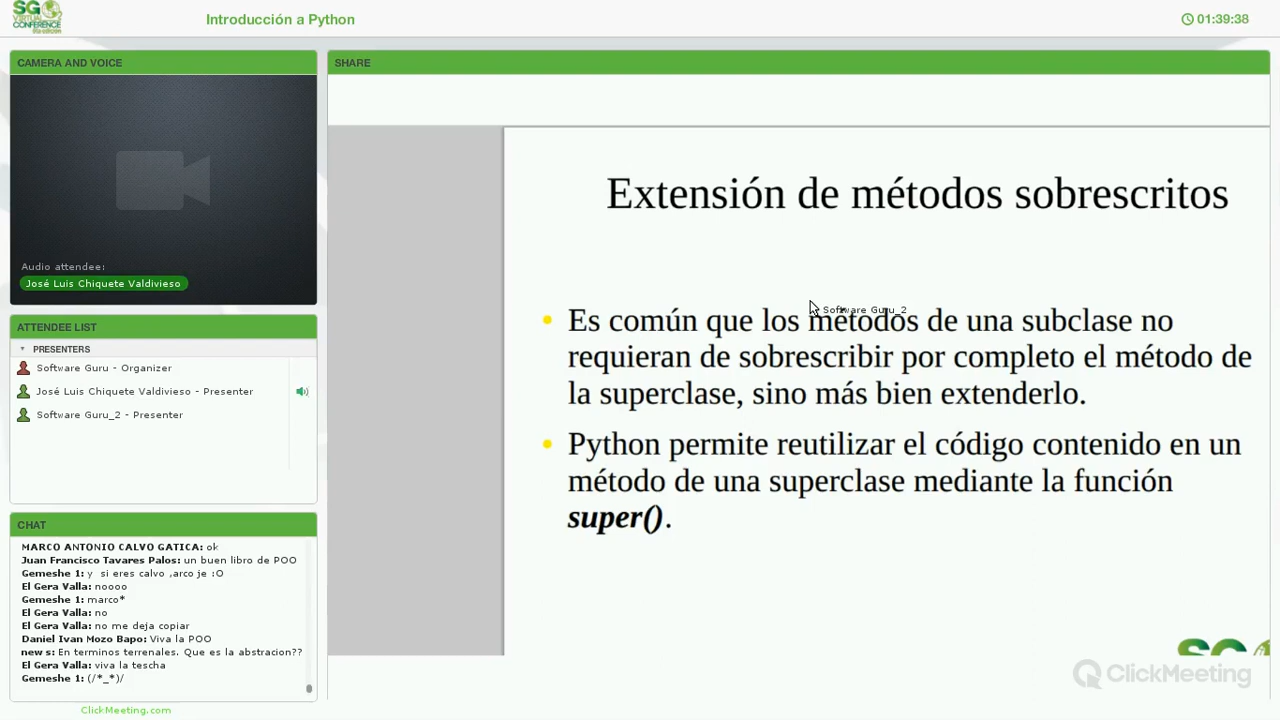 SG
VIRTUAL
CONFERENCE
Introducción a Python
01:39:38
CAMERA AND VOICE
Audio attendee:
José Luis Chiquete Valdivieso
ATTENDEE LIST
PRESENTERS
Software Guru - Organizer
José Luis Chiquete Valdivieso - Presenter
Software Guru_2 - Presenter
CHAT
MARCO ANTONIO CALVO GATICA: ok
Juan Francisco Tavares Palos: un buen libro de POO
Gemeshe 1: y si eres calvo ,arco je :O
El Gera Valla: noooo
Gemeshe 1: marco*
El Gera Valla: no
El Gera Valla: no me deja copiar
Daniel Ivan Mozo Bapo: Viva la POO
new s: En terminos terrenales. Que es la abstracion??
El Gera Valla: viva la tescha
Gemeshe 1: (/*_*)/
ClickMeeting.com
SHARE
Extensión de métodos sobrescritos
Software Guru_2
Es común que los métodos de una subclase no
requieran de sobrescribir por completo el método de
la superclase, sino más bien extenderlo.
Python permite reutilizar el código contenido en un
método de una superclase mediante la función
super().
SG
ClickMeeting